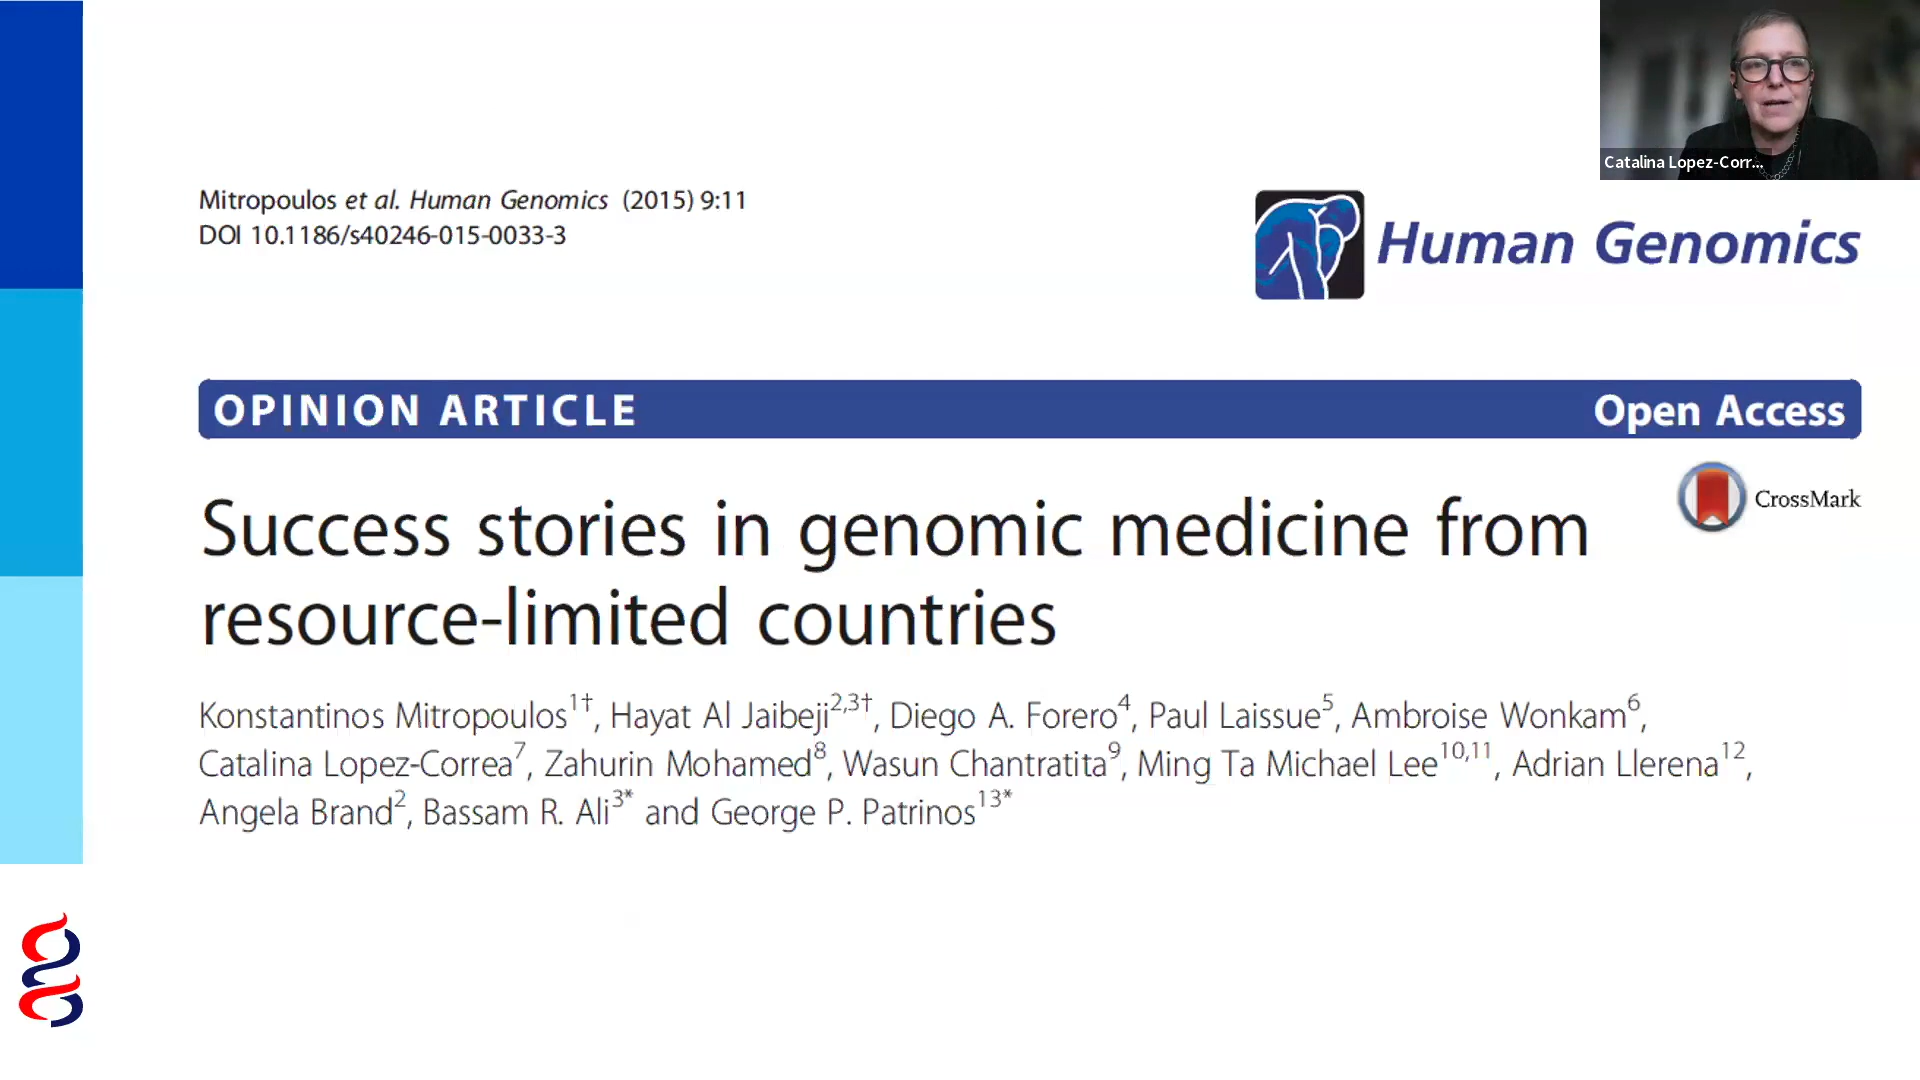 Catalina Lopez-Corr...
Mitropoulos et al. Human Genomics (2015) 9:11
DOI 10.1186/s40246-015-0033-3
Human Genomics
OPINION ARTICLE
Open Access
CrossMark
Success stories in genomic medicine from
resource-limited countries
Konstantinos Mitropoulos1†, Hayat Al Jaibeji2,3†, Diego A. Forero4, Paul Laissue5, Ambroise Wonkam6,
Catalina Lopez-Correa7, Zahurin Mohamed8, Wasun Chantratita9, Ming Ta Michael Lee10,11, Adrian Llerena12,
Angela Brand2, Bassam R. Ali3* and George P. Patrinos13*